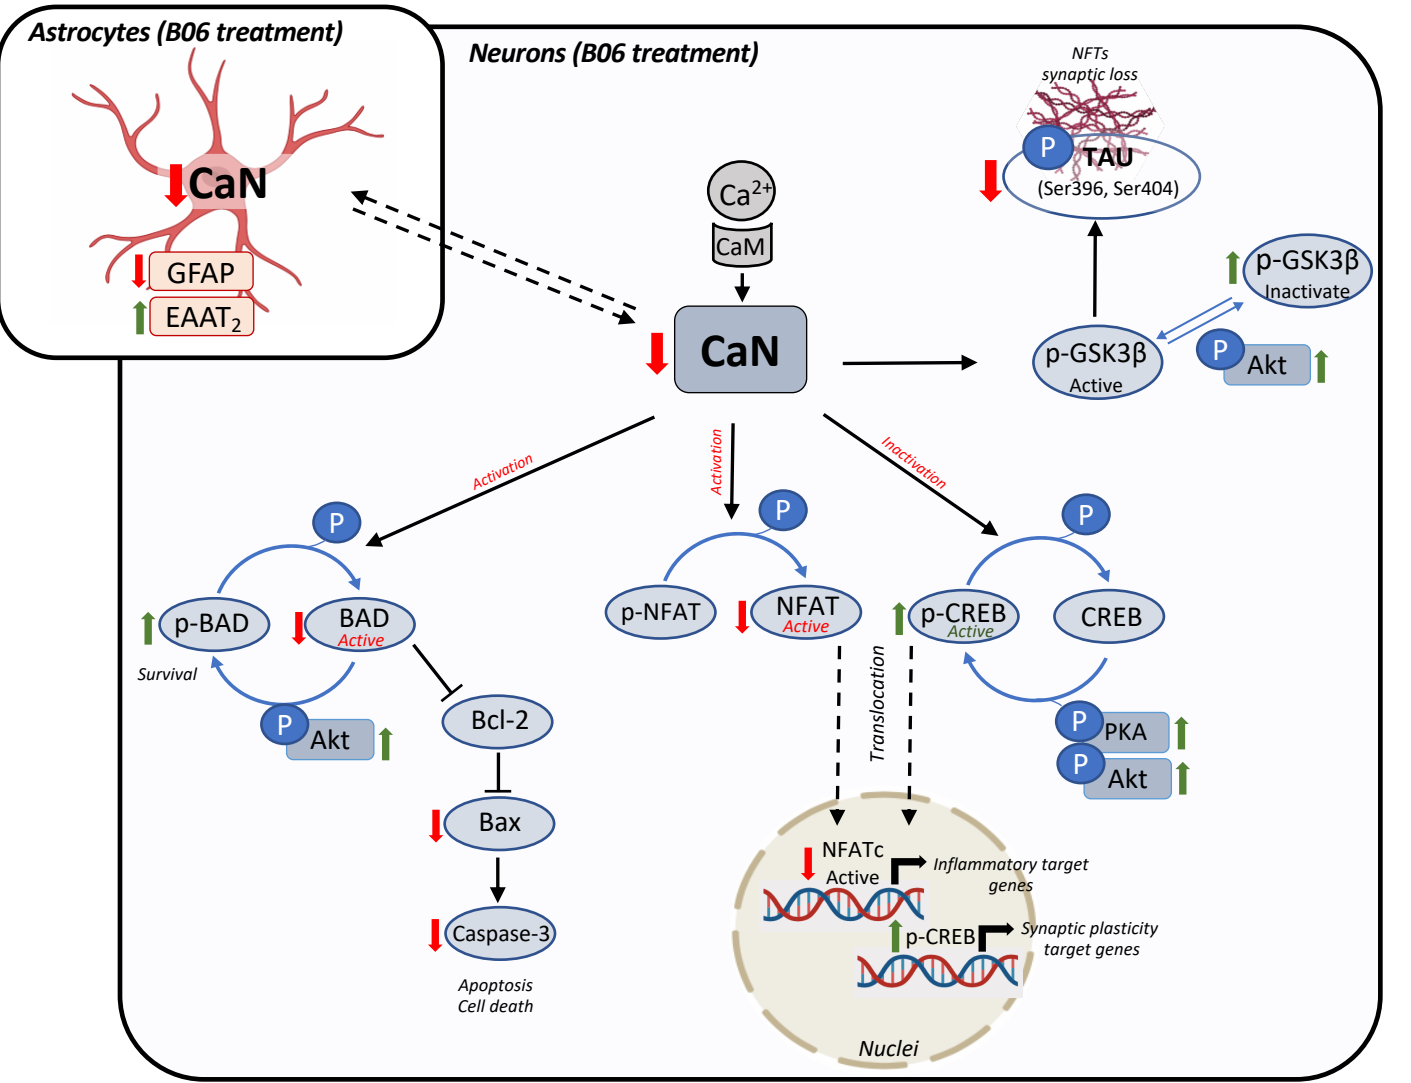 Astrocytes (B06 treatment)
CaN
GFAP
EAAT2
Neurons (B06 treatment)
NFTs
synaptic loss
P
TAU
(Ser396, Ser404)
Ca2+
CaM
CaN
p-GSK3β
Inactivate
p-GSK3β
Active
P
Akt
Activation
Activation
Inactivation
P
p-BAD
BAD
Active
Survival
P
Akt
Bcl-2
Bax
Caspase-3
Apoptosis
Cell death
P
p-NFAT
NFAT
Active
P
p-CREB
Active
CREB
P
PKA
P
Akt
Translocation
NFATc
Active
Inflammatory target
genes
p-CREB
Synaptic plasticity
target genes
Nuclei